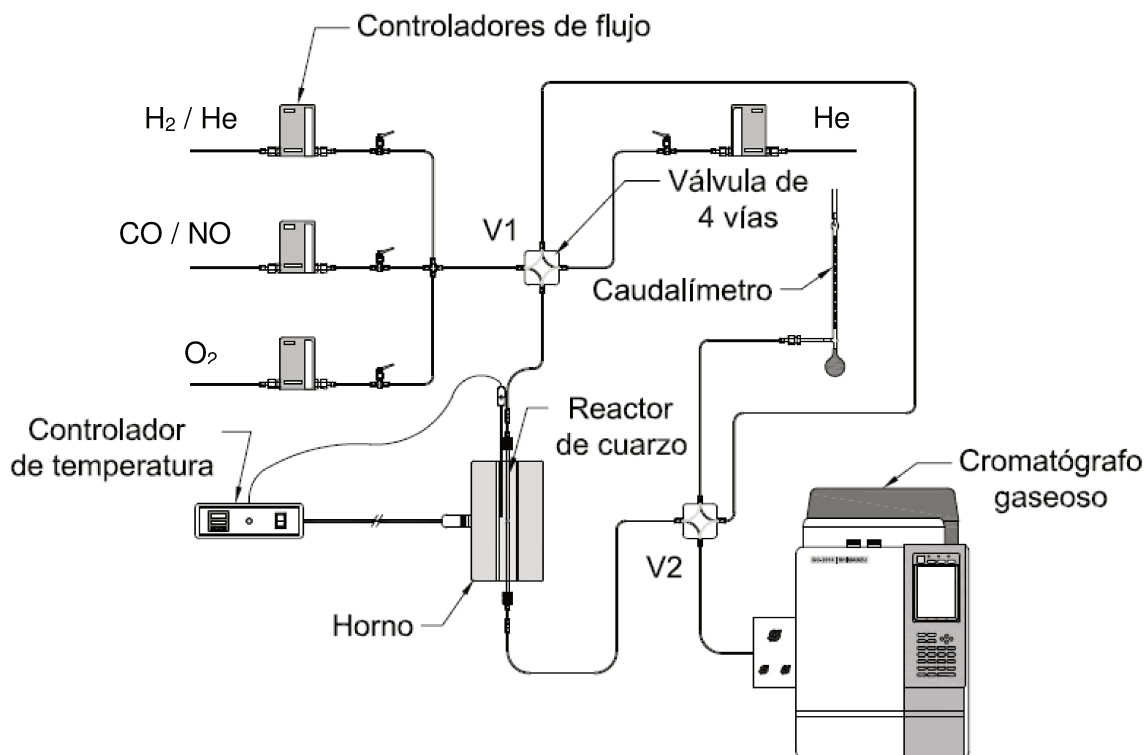 Controladores de flujo
H₂ / He
He
CO / NO
V1
Válvula de
4 vías
Caudalímetro
O₂
Controlador
de temperatura
Reactor
de cuarzo
Cromatógrafo
gaseoso
V2
Horno